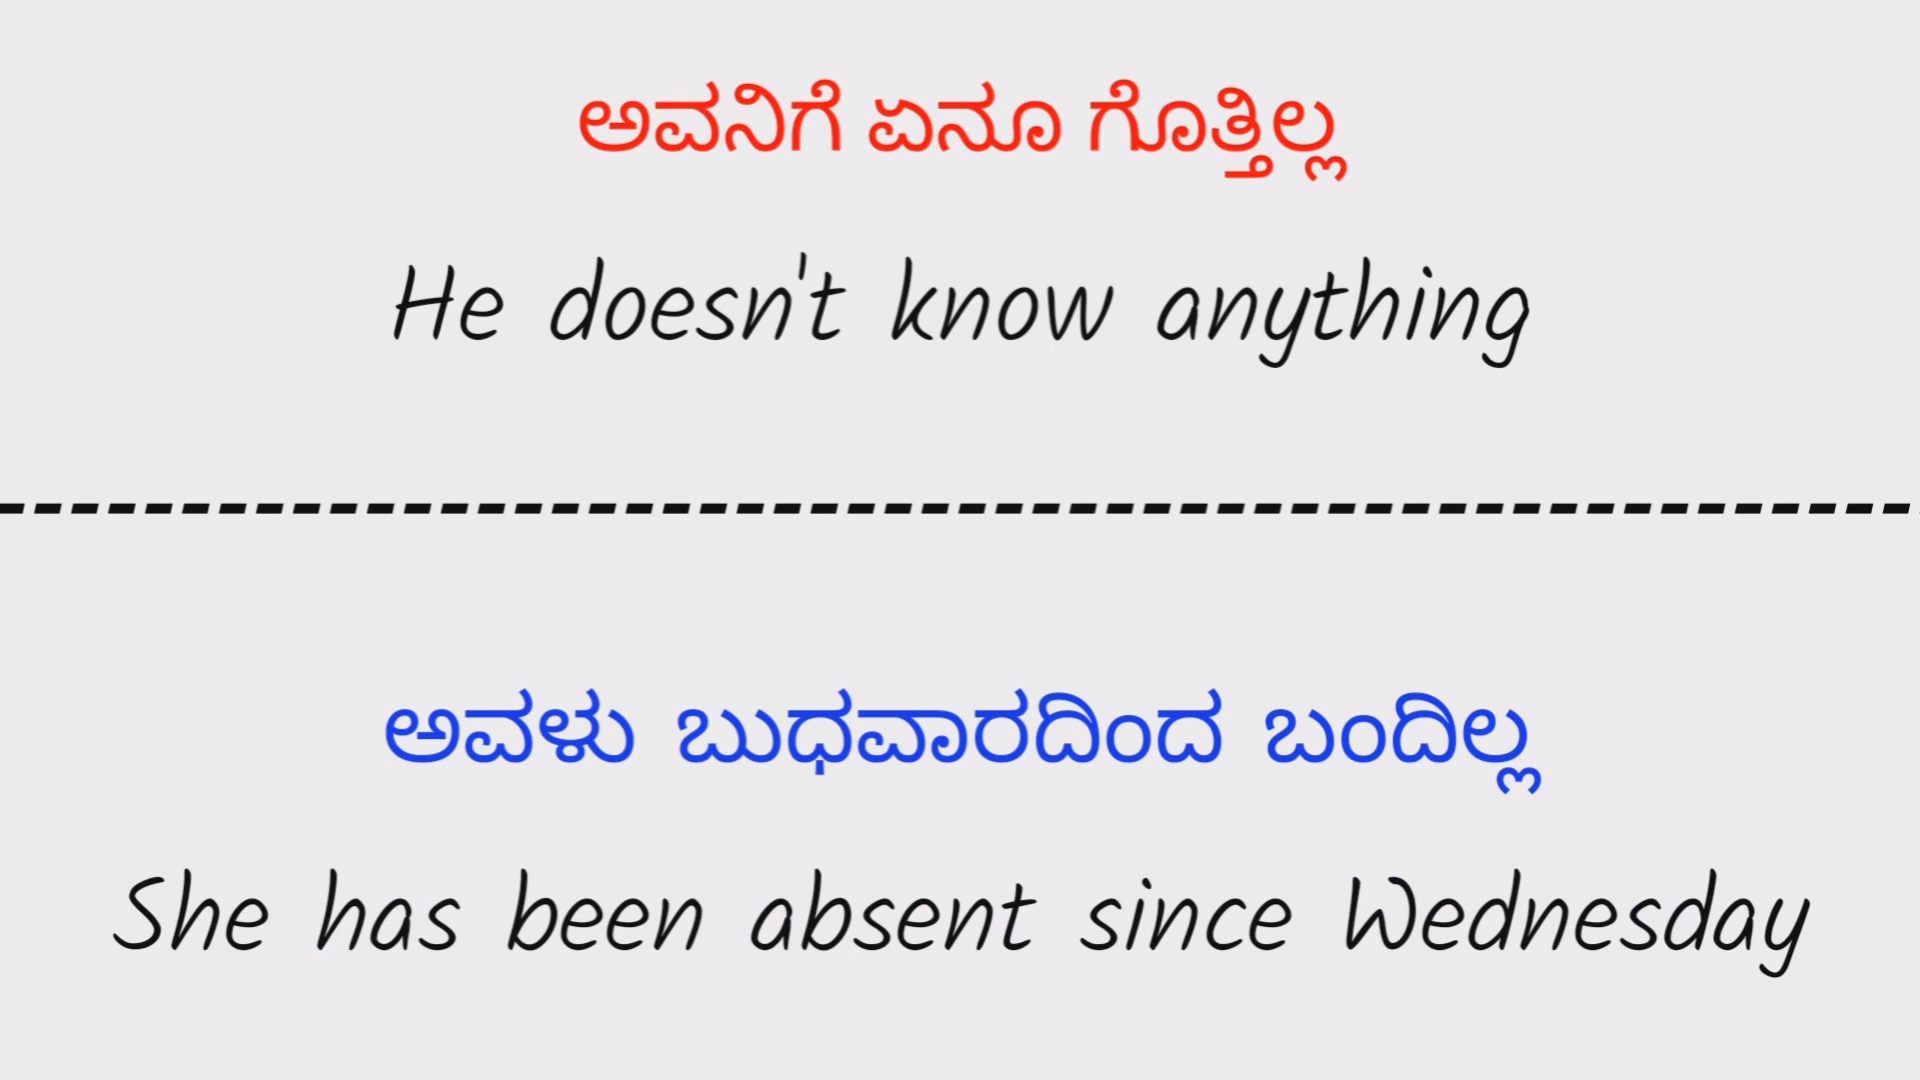 ಅವನಿಗೆ ಏನೂ ಗೊತ್ತಿಲ್ಲ
He doesn't know anything
ಅವಳು ಬುಧವಾರದಿಂದ ಬಂದಿಲ್ಲ
She has been absent since Wednesday